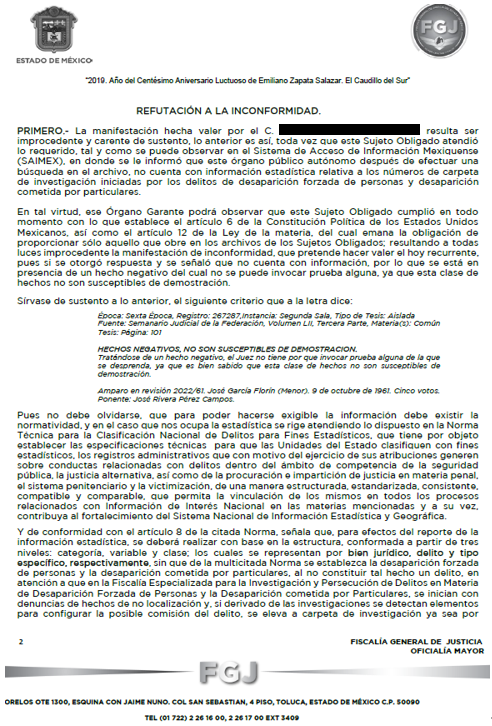 FGJ
ESTADO DE MÉXICO
"2019. Año del Centésimo Aniversario Luctuoso de Emiliano Zapata Salazar. El Caudillo del Sur"
REFUTACIÓN A LA INCONFORMIDAD.
PRIMERO.- La manifestación hecha valer por el C. resulta ser
improcedente y carente de sustento, lo anterior es así, toda vez que este Sujeto Obligado atendió
lo requerido, tal y como se puede observar en el Sistema de Acceso de Información Mexiquense
(SAIMEX), en donde se le informó que este órgano público autónomo después de efectuar una
búsqueda en el archivo, no cuenta con información estadística relativa a los números de carpeta
de investigación iniciadas por los delitos de desaparición forzada de personas y desaparición
cometida por particulares.
En tal virtud, ese Órgano Garante podrá observar que este Sujeto Obligado cumplió en todo
momento con lo que establece el artículo 6 de la Constitución Política de los Estados Unidos
Mexicanos, así como el artículo 12 de la Ley de la materia, del cual emana la obligación de
proporcionar sólo aquello que obre en los archivos de los Sujetos Obligados; resultando a todas
luces improcedente la manifestación de inconformidad, que pretende hacer valer el hoy recurrente,
pues si se otorgó respuesta y se señaló que no cuenta con información, por lo que se está en
presencia de un hecho negativo del cual no se puede invocar prueba alguna, ya que esta clase de
hechos no son susceptibles de demostración.
Sírvase de sustento a lo anterior, el siguiente criterio que a la letra dice:
Época: Sexta Época, Registro: 267287,Instancia: Segunda Sala, Tipo de Tesis: Aislada
Fuente: Semanario Judicial de la Federación, Volumen LII, Tercera Parte, Materia(s): Común
Tesis: Página: 101
HECHOS NEGATIVOS, NO SON SUSCEPTIBLES DE DEMOSTRACION.
Tratándose de un hecho negativo, el Juez no tiene por que invocar prueba alguna de la que
se desprenda, ya que es bien sabido que esta clase de hechos no son susceptibles de
demostración.
Amparo en revisión 2022/61. José García Florín (Menor). 9 de octubre de 1961. Cinco votos.
Ponente: José Rivera Pérez Campos.
Pues no debe olvidarse, que para poder hacerse exigible la información debe existir la
normatividad, y en el caso que nos ocupa la estadística se rige atendiendo lo dispuesto en la Norma
Técnica para la Clasificación Nacional de Delitos para Fines Estadísticos, que tiene por objeto
establecer las especificaciones técnicas para que las Unidades del Estado clasifiquen con fines
estadísticos, los registros administrativos que con motivo del ejercicio de sus atribuciones generen
sobre conductas relacionadas con delitos dentro del ámbito de competencia de la seguridad
pública, la justicia alternativa, así como de la procuración e impartición de justicia en materia penal,
el sistema penitenciario y la victimización, de una manera estructurada, estandarizada, consistente,
compatible y comparable, que permita la vinculación de los mismos en todos los procesos
relacionados con Información de Interés Nacional en las materias mencionadas y a su vez,
contribuya al fortalecimiento del Sistema Nacional de Información Estadística y Geográfica.
Y de conformidad con el artículo 8 de la citada Norma, señala que, para efectos del reporte de la
información estadística, se deberá realizar con base en la estructura, conformada a partir de tres
niveles: categoría, variable y clase; los cuales se representan por bien jurídico, delito y tipo
específico, respectivamente, sin que de la multicitada Norma se establezca la desaparición forzada
de personas y la desaparición cometida por particulares, al no constituir tal hecho un delito, en
atención a que en la Fiscalía Especializada para la Investigación y Persecución de Delitos en Materia
de Desaparición Forzada de Personas y la Desaparición cometida por Particulares, se inician con
denuncias de hechos de no localización y, si derivado de las investigaciones se detectan elementos
para configurar la posible comisión del delito, se eleva a carpeta de investigación ya sea por
2
FISCALÍA GENERAL DE JUSTICIA
OFICIALÍA MAYOR
FGJ
ORELOS OTE 1300, ESQUINA CON JAIME NUNO. COL SAN SEBASTIAN, 4 PISO, TOLUCA, ESTADO DE MÉXICO C.P. 50090
TEL (01 722) 2 26 16 00, 2 26 17 00 EXT 3409